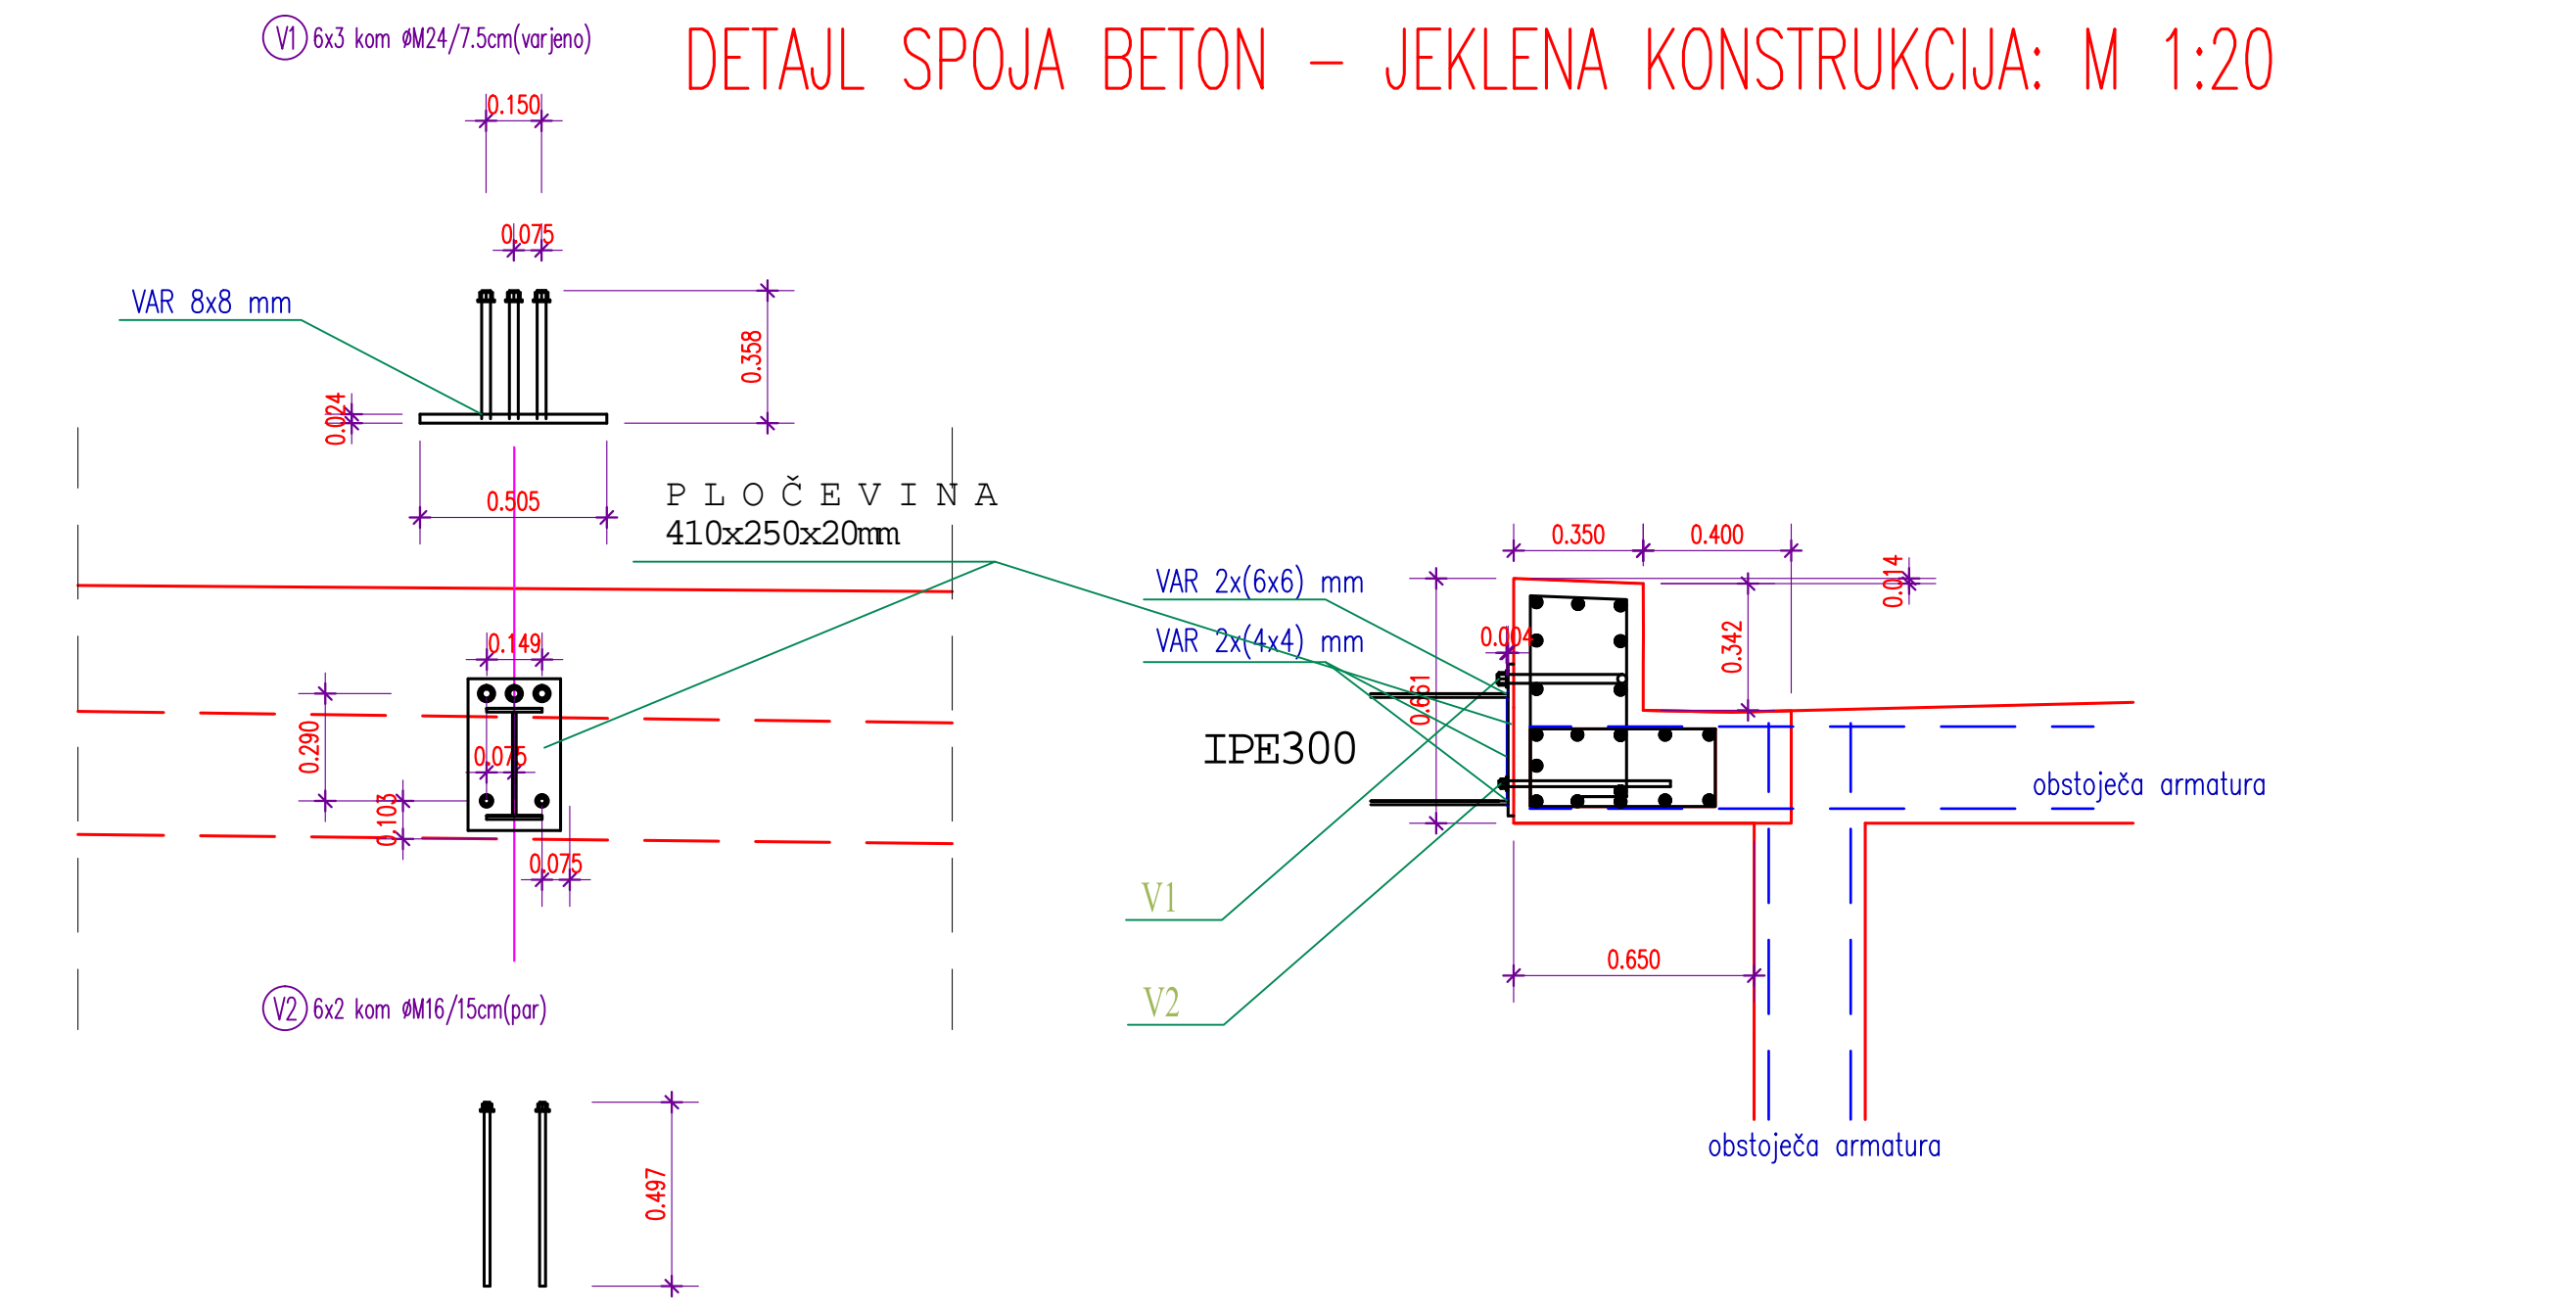 V1 6x3 kom øM24/7.5cm(varjeno)
DETAJL SPOJA BETON - JEKLENA KONSTRUKCIJA: M 1:20
0.150
0.075
VAR 8x8 mm
0.358
0.024
0.505
PLOČEVINA
410x250x20mm
0.350
0.400
0.014
VAR 2x(6x6) mm
VAR 2x(4x4) mm
0.004
0.342
0.661
0.149
0.290
0.075
0.103
0.075
IPE300
obstoječa armatura
V1
0.650
V2
V2 6x2 kom øM16/15cm(par)
obstoječa armatura
0.497